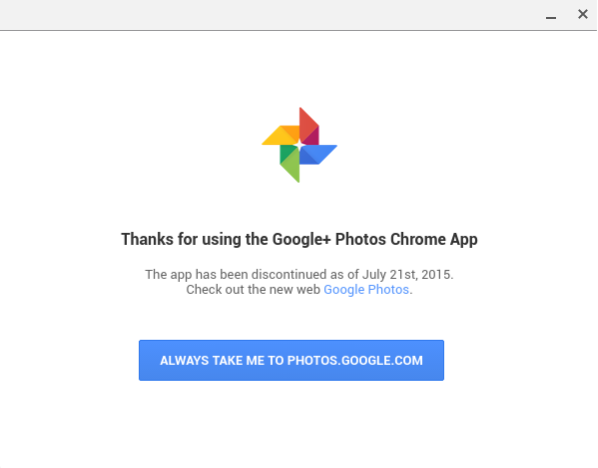 Thanks for using the Google+ Photos Chrome App
The app has been discontinued as of July 21st, 2015.
Check out the new web Google Photos.
ALWAYS TAKE ME TO PHOTOS.GOOGLE.COM